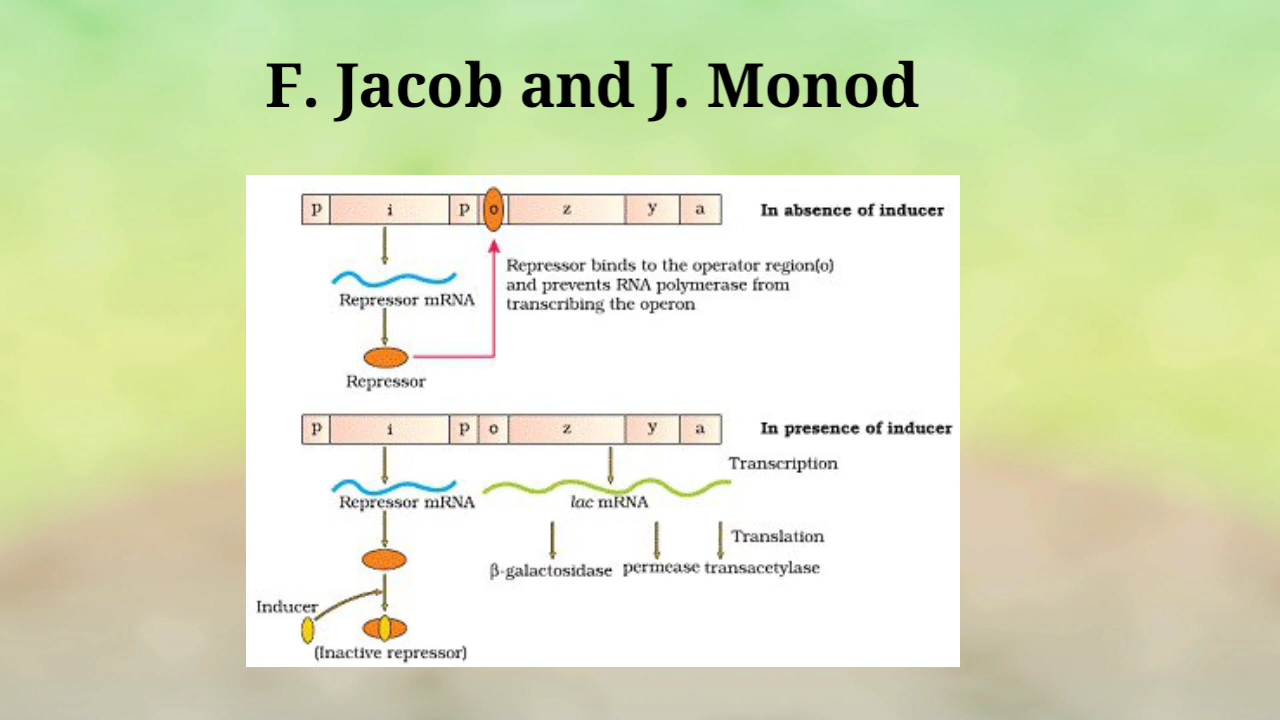 F. Jacob and J. Monod
p i p o z y a In absence of inducer
Repressor binds to the operator region(o)
and prevents RNA polymerase from
transcribing the operon
Repressor mRNA
Repressor
p i p o z y a In presence of inducer
Transcription
Repressor mRNA lac mRNA
Translation
β-galactosidase permease transacetylase
Inducer
(Inactive repressor)